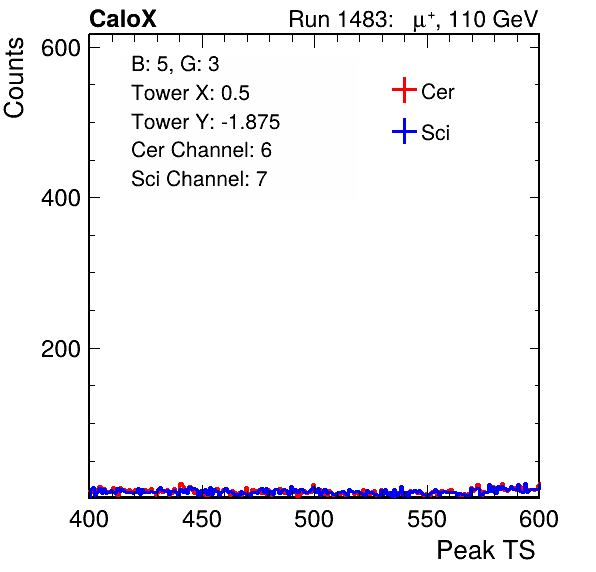 CaloX Run 1483: μ⁺, 110 GeV
Counts
600
400
200
B: 5, G: 3
Tower X: 0.5
Tower Y: -1.875
Cer Channel: 6
Sci Channel: 7
Cer
Sci
400 450 500 550 600
Peak TS